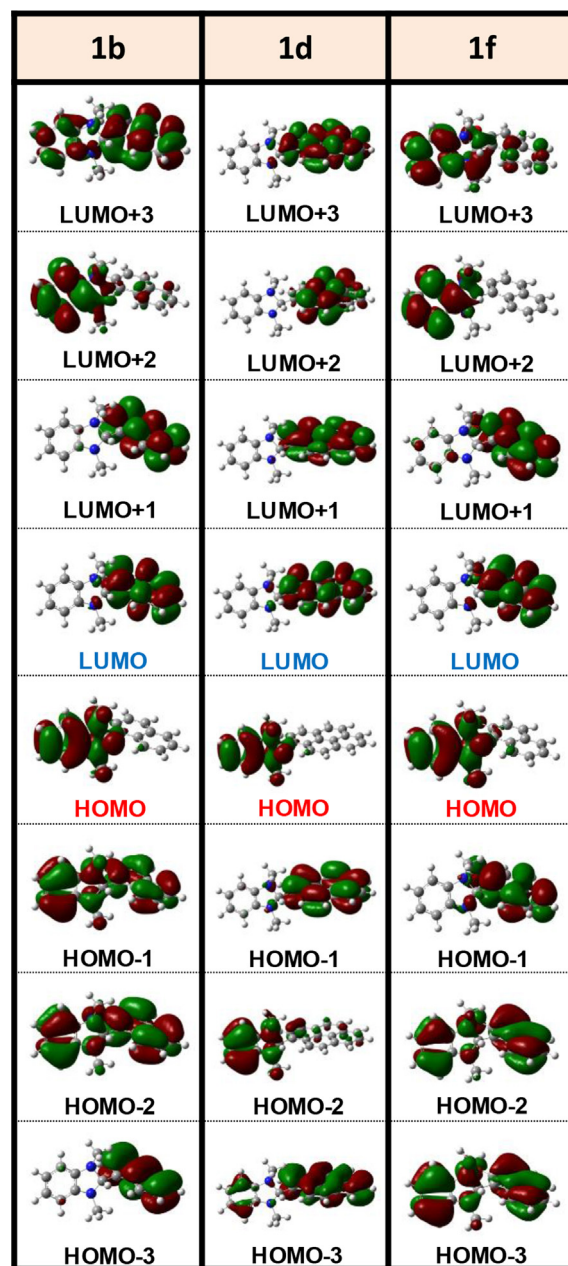 1b 1d 1f
LUMO+3 LUMO+3 LUMO+3
LUMO+2 LUMO+2 LUMO+2
LUMO+1 LUMO+1 LUMO+1
LUMO LUMO LUMO
HOMO HOMO HOMO
HOMO-1 HOMO-1 HOMO-1
HOMO-2 HOMO-2 HOMO-2
HOMO-3 HOMO-3 HOMO-3